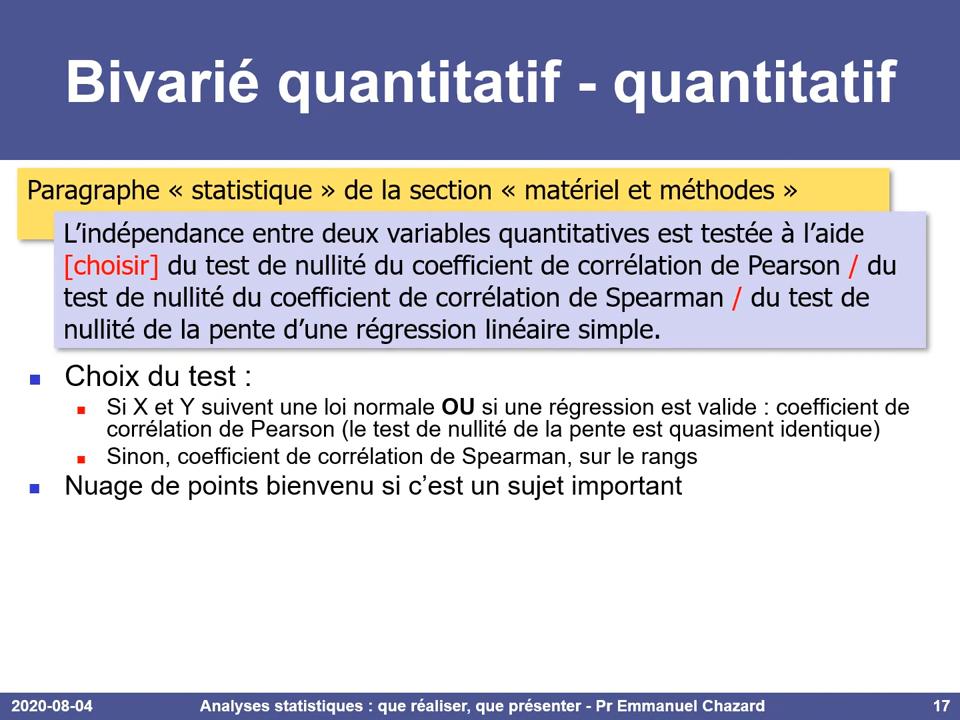 Bivarié quantitatif - quantitatif
Paragraphe « statistique » de la section « matériel et méthodes »
L’indépendance entre deux variables quantitatives est testée à l’aide
[choisir] du test de nullité du coefficient de corrélation de Pearson / du
test de nullité du coefficient de corrélation de Spearman / du test de
nullité de la pente d’une régression linéaire simple.
Choix du test :
Si X et Y suivent une loi normale OU si une régression est valide : coefficient de
corrélation de Pearson (le test de nullité de la pente est quasiment identique)
Sinon, coefficient de corrélation de Spearman, sur le rangs
Nuage de points bienvenu si c’est un sujet important
2020-08-04 Analyses statistiques : que réaliser, que présenter - Pr Emmanuel Chazard 17